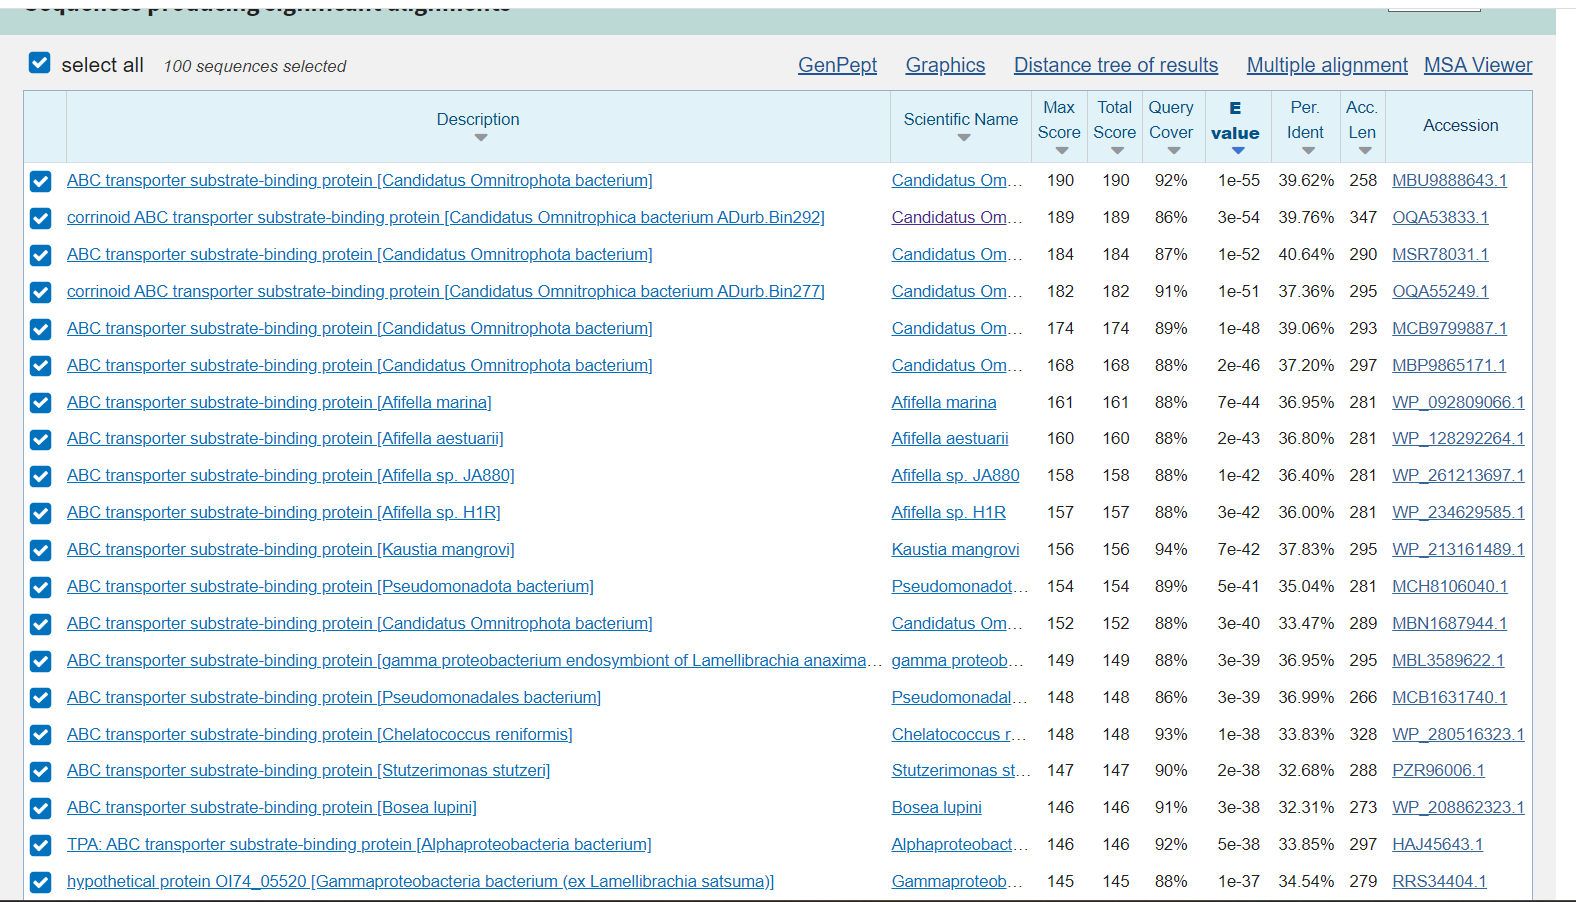 Sequences producing significant alignments
select all 100 sequences selected GenPept Graphics Distance tree of results Multiple alignment MSA Viewer
Description Scientific Name Max Score Total Score Query Cover E value Per. Ident Acc. Len Accession
ABC transporter substrate-binding protein [Candidatus Omnitrophota bacterium] Candidatus Om... 190 190 92% 1e-55 39.62% 258 MBU9888643.1
corrinoid ABC transporter substrate-binding protein [Candidatus Omnitrophica bacterium ADurb.Bin292] Candidatus Om... 189 189 86% 3e-54 39.76% 347 OQA53833.1
ABC transporter substrate-binding protein [Candidatus Omnitrophota bacterium] Candidatus Om... 184 184 87% 1e-52 40.64% 290 MSR78031.1
corrinoid ABC transporter substrate-binding protein [Candidatus Omnitrophica bacterium ADurb.Bin277] Candidatus Om... 182 182 91% 1e-51 37.36% 295 OQA55249.1
ABC transporter substrate-binding protein [Candidatus Omnitrophota bacterium] Candidatus Om... 174 174 89% 1e-48 39.06% 293 MCB9799887.1
ABC transporter substrate-binding protein [Candidatus Omnitrophota bacterium] Candidatus Om... 168 168 88% 2e-46 37.20% 297 MBP9865171.1
ABC transporter substrate-binding protein [Afifella marina] Afifella marina 161 161 88% 7e-44 36.95% 281 WP_092809066.1
ABC transporter substrate-binding protein [Afifella aestuarii] Afifella aestuarii 160 160 88% 2e-43 36.80% 281 WP_128292264.1
ABC transporter substrate-binding protein [Afifella sp. JA880] Afifella sp. JA880 158 158 88% 1e-42 36.40% 281 WP_261213697.1
ABC transporter substrate-binding protein [Afifella sp. H1R] Afifella sp. H1R 157 157 88% 3e-42 36.00% 281 WP_234629585.1
ABC transporter substrate-binding protein [Kaustia mangrovi] Kaustia mangrovi 156 156 94% 7e-42 37.83% 295 WP_213161489.1
ABC transporter substrate-binding protein [Pseudomonadota bacterium] Pseudomonadot... 154 154 89% 5e-41 35.04% 281 MCH8106040.1
ABC transporter substrate-binding protein [Candidatus Omnitrophota bacterium] Candidatus Om... 152 152 88% 3e-40 33.47% 289 MBN1687944.1
ABC transporter substrate-binding protein [gamma proteobacterium endosymbiont of Lamellibrachia anaxima... gamma proteob... 149 149 88% 3e-39 36.95% 295 MBL3589622.1
ABC transporter substrate-binding protein [Pseudomonadales bacterium] Pseudomonadal... 148 148 86% 3e-39 36.99% 266 MCB1631740.1
ABC transporter substrate-binding protein [Chelatococcus reniformis] Chelatococcus r... 148 148 93% 1e-38 33.83% 328 WP_280516323.1
ABC transporter substrate-binding protein [Stutzerimonas stutzeri] Stutzerimonas st... 147 147 90% 2e-38 32.68% 288 PZR96006.1
ABC transporter substrate-binding protein [Bosea lupini] Bosea lupini 146 146 91% 3e-38 32.31% 273 WP_208862323.1
TPA: ABC transporter substrate-binding protein [Alphaproteobacteria bacterium] Alphaproteobact... 146 146 92% 5e-38 33.85% 297 HAJ45643.1
hypothetical protein OI74_05520 [Gammaproteobacteria bacterium (ex Lamellibrachia satsuma)] Gammaproteob... 145 145 88% 1e-37 34.54% 279 RRS34404.1